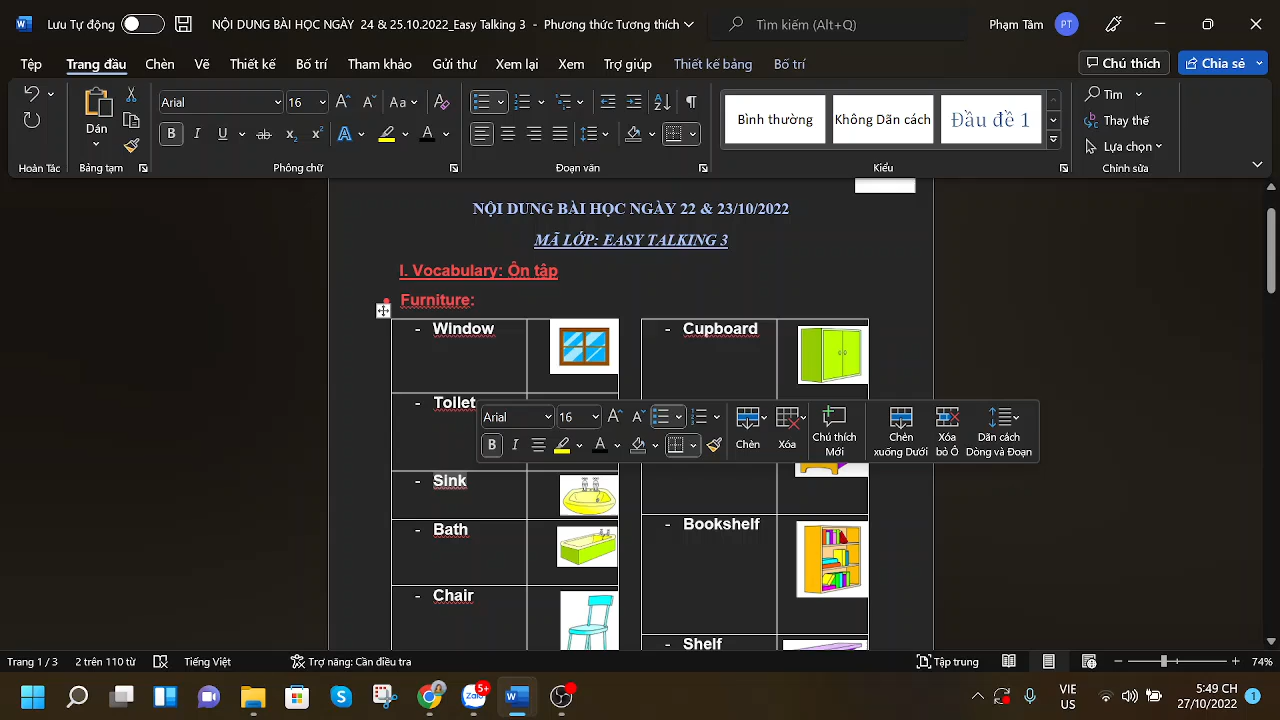 Lưu Tự động
NỘI DUNG BÀI HỌC NGÀY 24 & 25.10.2022_Easy Talking 3 - Phương thức Tương thích
Tìm kiếm (Alt+Q)
Phạm Tâm
PT
Tệp Trang đầu Chèn Vẽ Thiết kế Bố trí Tham khảo Gửi thư Xem lại Xem Trợ giúp Thiết kế bảng Bố trí
Chú thích
Chia sẻ
Dán
Arial
16
Bình thường
Không Dãn cách
Đầu đề 1
Tìm
Thay thế
Lựa chọn
Hoàn Tác
Bảng tạm
Phông chữ
Đoạn văn
Kiểu
Chỉnh sửa
NỘI DUNG BÀI HỌC NGÀY 22 & 23/10/2022
MÃ LỚP: EASY TALKING 3
I. Vocabulary: Ôn tập
Furniture:
- Window
- Cupboard
- Toilet
Arial
16
Chèn
Xóa
Chú thích
Mới
Chèn
xuống Dưới
Xóa
bỏ Ô
Dãn cách
Dòng và Đoạn
- Sink
- Bath
- Bookshelf
- Chair
- Shelf
Trang 1 / 3
2 trên 110 từ
Tiếng Việt
Trợ năng: Cần điều tra
Tập trung
74%
5+
Zalo
VIE
US
5:49 CH
27/10/2022
1